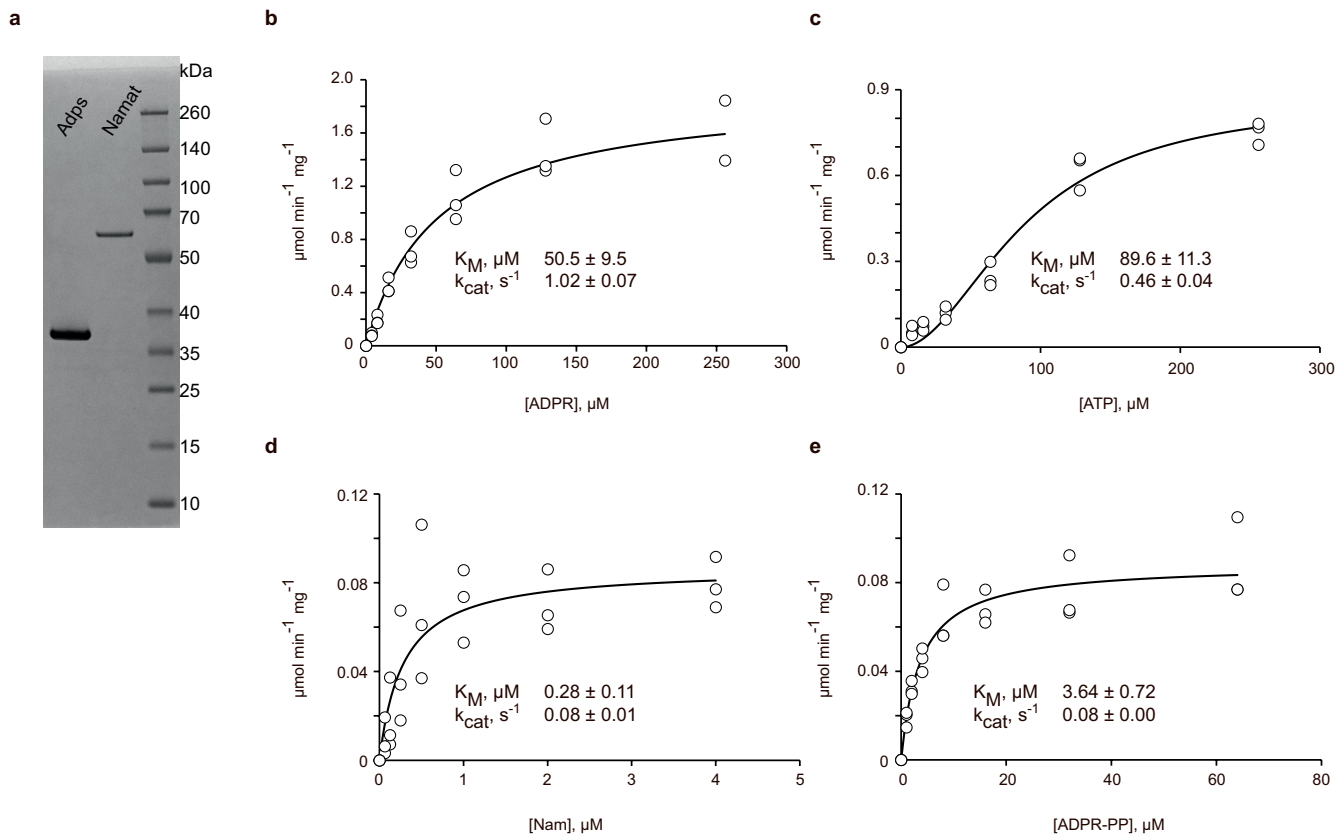 a
Adps
Namat
kDa
260
140
100
70
50
40
35
25
15
10
b
µmol min-1 mg-1
2.0
1.6
1.2
0.8
0.4
0
KM, µM 50.5 ± 9.5
kcat, s-1 1.02 ± 0.07
0 50 100 150 200 250 300
[ADPR], µM
c
µmol min-1 mg-1
0.9
0.6
0.3
0
KM, µM 89.6 ± 11.3
kcat, s-1 0.46 ± 0.04
0 100 200 300
[ATP], µM
d
µmol min-1 mg-1
0.12
0.08
0.04
0
KM, µM 0.28 ± 0.11
kcat, s-1 0.08 ± 0.01
0 1 2 3 4 5
[Nam], µM
e
µmol min-1 mg-1
0.12
0.08
0.04
0
KM, µM 3.64 ± 0.72
kcat, s-1 0.08 ± 0.00
0 20 40 60 80
[ADPR-PP], µM